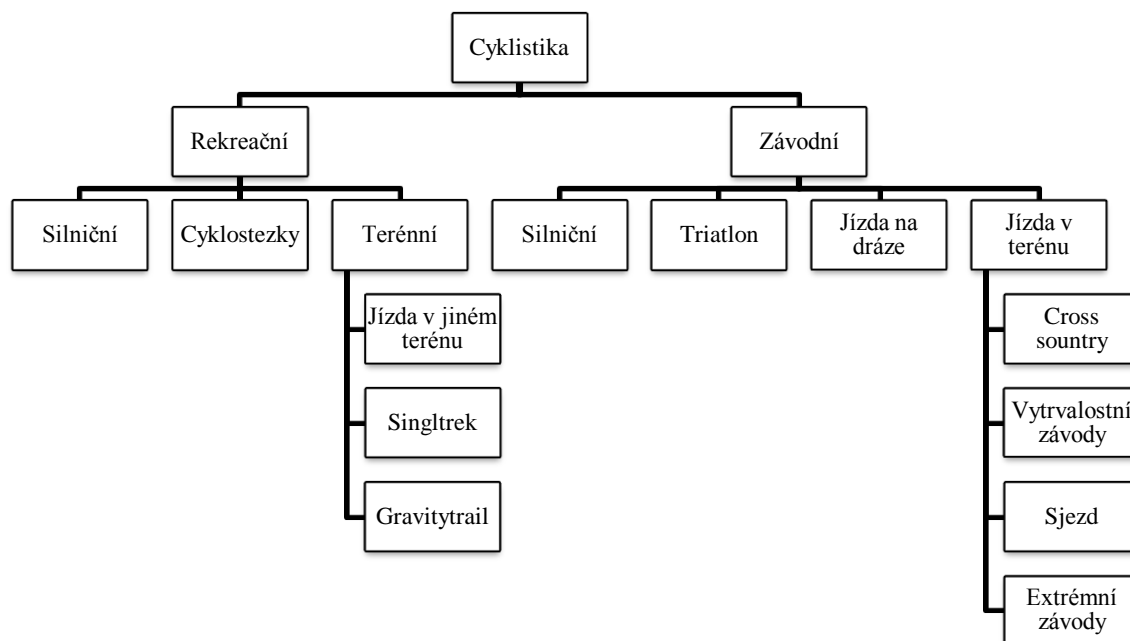 Cyklistika
Rekreační
Závodní
Silniční
Cyklostezky
Terénní
Silniční
Triatlon
Jízda na
dráze
Jízda v
terénu
Jízda v jiném
terénu
Singltrek
Gravitytrail
Cross
sountry
Vytrvalostní
závody
Sjezd
Extrémní
závody